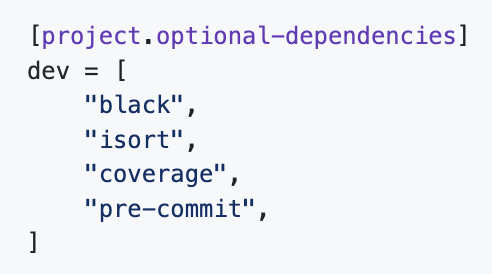 [project.optional-dependencies]
dev = [
    "black",
    "isort",
    "coverage",
    "pre-commit",
]